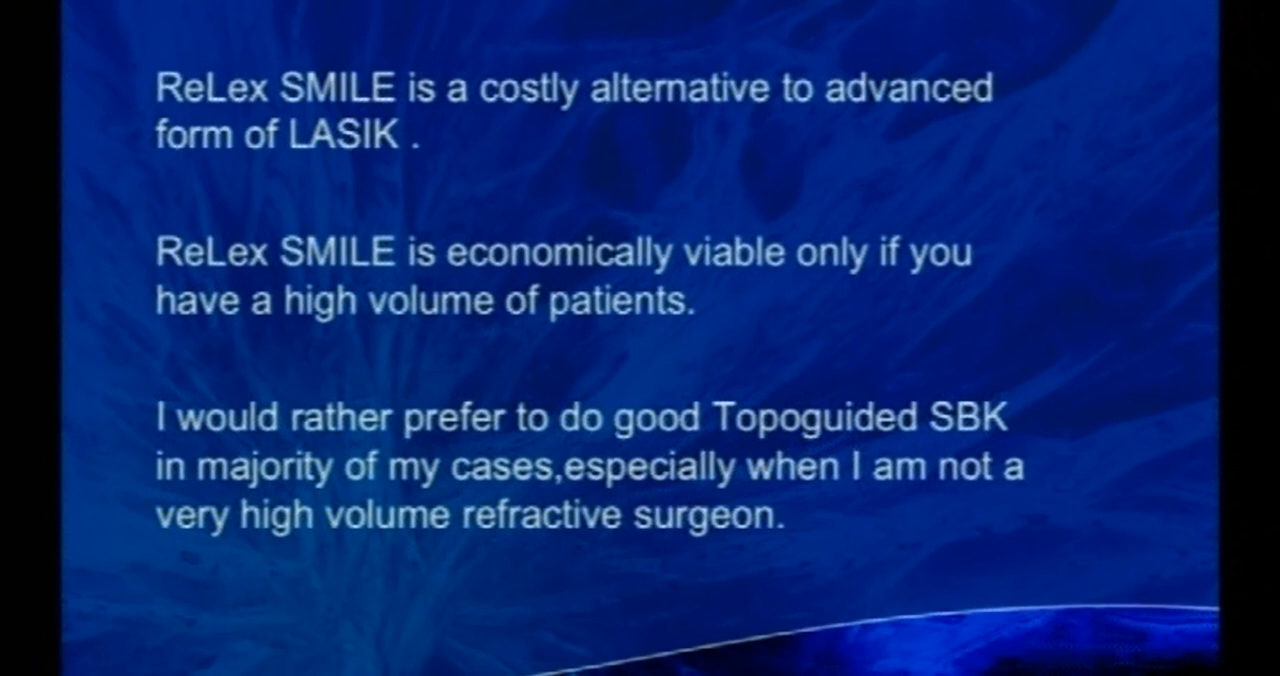 ReLex SMILE is a costly alternative to advanced
form of LASIK .
ReLex SMILE is economically viable only if you
have a high volume of patients.
I would rather prefer to do good Topoguided SBK
in majority of my cases,especially when I am not a
very high volume refractive surgeon.